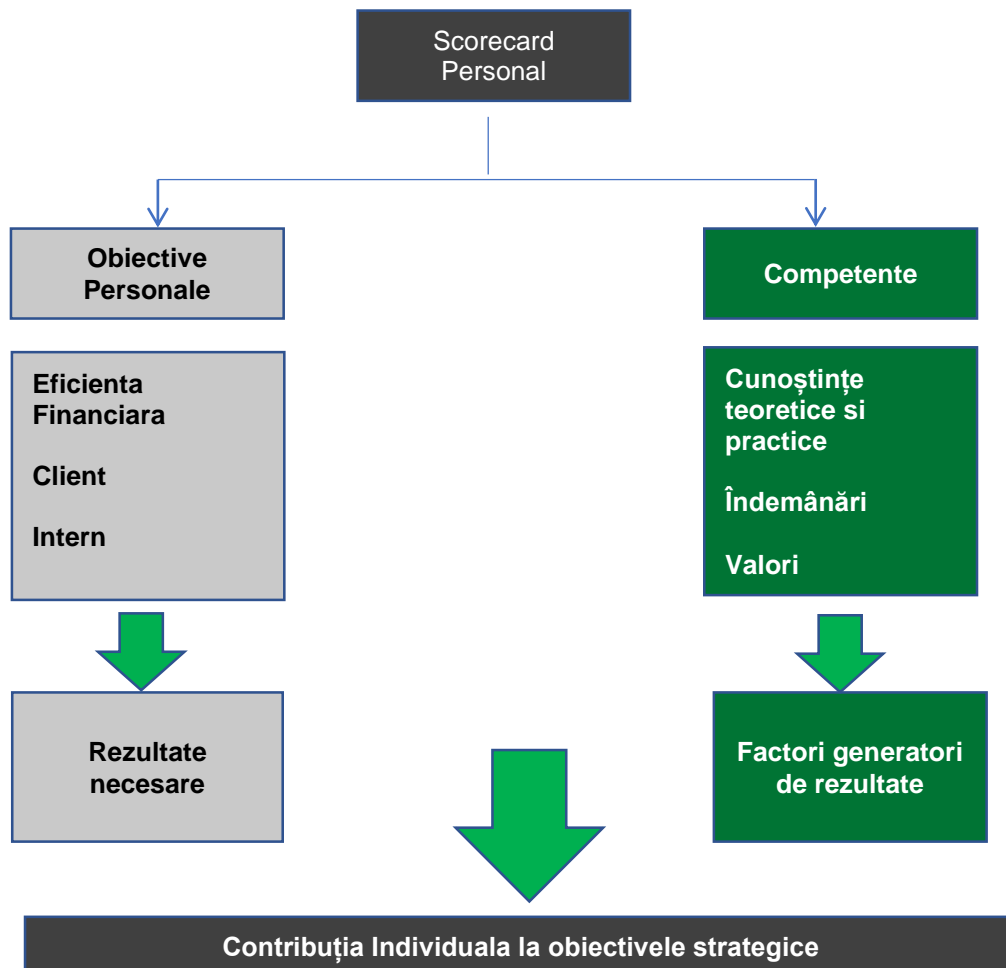 Scorecard
Personal
Obiective
Personale
Competente
Eficienta
Financiara
Client
Intern
Cunoștințe
teoretice si
practice
Îndemânări
Valori
Rezultate
necesare
Factori generatori
de rezultate
Contribuția Individuala la obiectivele strategice